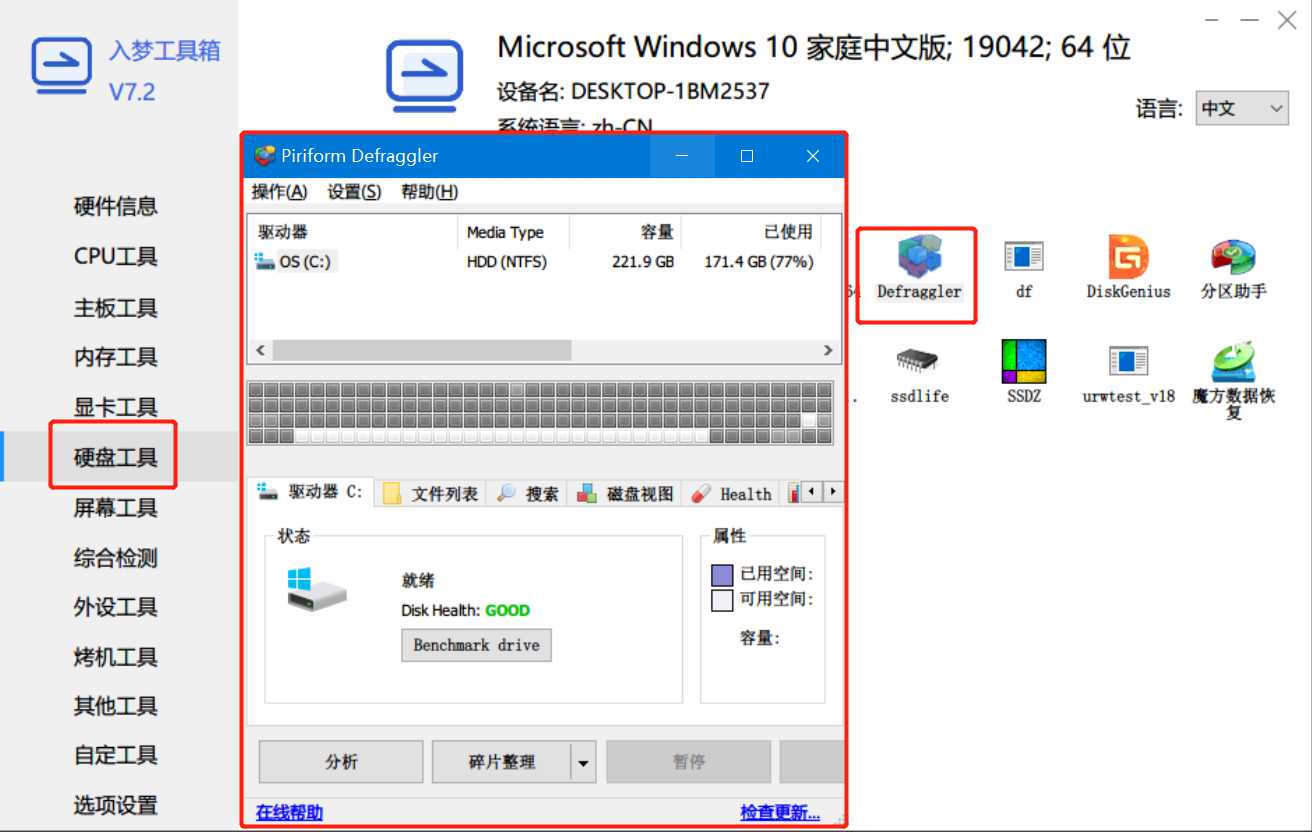 入梦工具箱
V7.2
Microsoft Windows 10 家庭中文版; 19042; 64 位
设备名: DESKTOP-1BM2537
系统语言: zh-CN
语言: 中文
硬件信息
CPU工具
主板工具
内存工具
显卡工具
硬盘工具
屏幕工具
综合检测
外设工具
烤机工具
其他工具
自定工具
选项设置
Piriform Defraggler
操作(A) 设置(S) 帮助(H)
驱动器 Media Type 容量 已使用
OS (C:) HDD (NTFS) 221.9 GB 171.4 GB (77%)
驱动器 C: 文件列表 搜索 磁盘视图 Health
状态
就绪
Disk Health: GOOD
Benchmark drive
属性
已用空间:
可用空间:
容量:
分析 碎片整理 暂停
在线帮助 检查更新...
64 Defraggler df DiskGenius 分区助手
. ssdlife SSDZ urwtest_v18 魔方数据恢
复